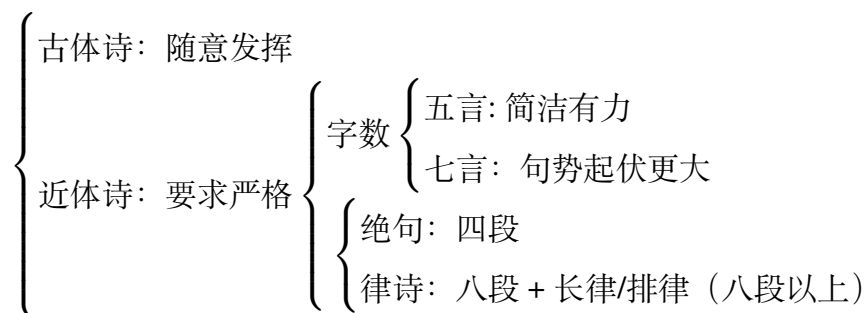 古体诗：随意发挥
近体诗：要求严格
字数
五言: 简洁有力
七言：句势起伏更大
绝句：四段
律诗：八段 + 长律/排律（八段以上）